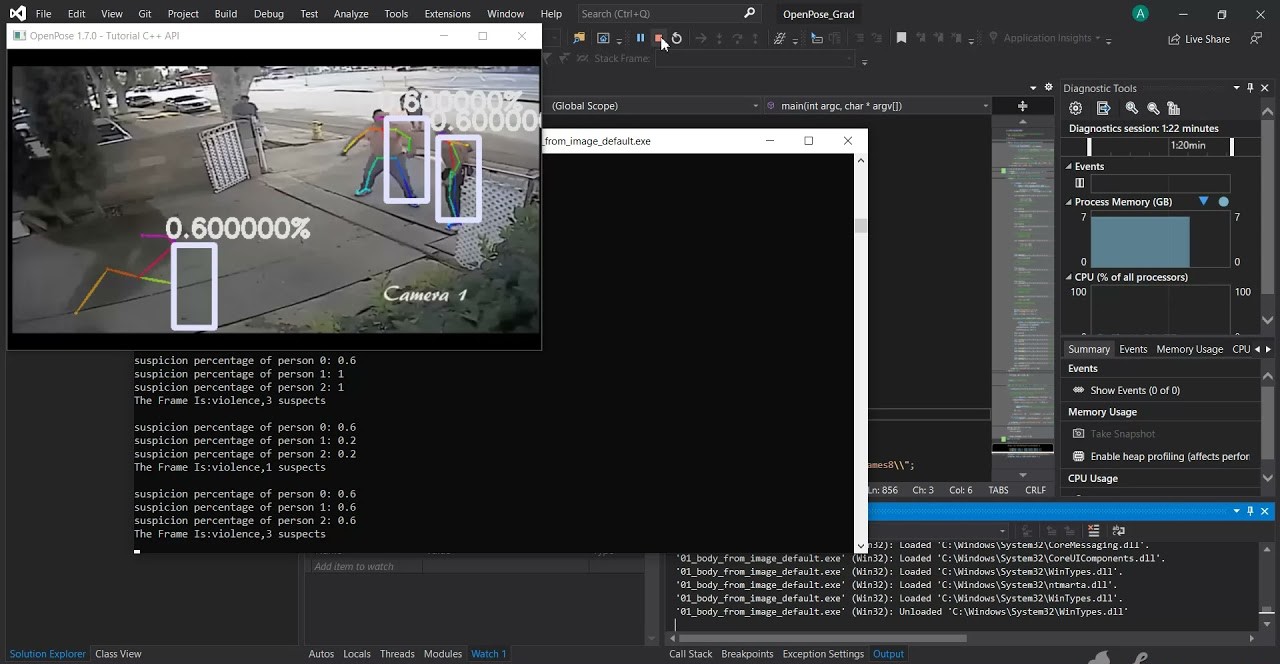 File Edit View Git Project Build Debug Test Analyze Tools Extensions Window Help Search (Ctrl+Q) OpenPose_Grad A
OpenPose 1.7.0 - Tutorial C++ API
Stack Frame:
Application Insights
Live Share
0.600000%
0.600000
0.600000%
Camera 1
(Global Scope) main(int argc, char * argv[])
_from_image_default.exe
suspicion percentage of person 0: 0.6
suspicion percentage of person 1: 1
suspicion percentage of person 2: 1
The Frame Is:violence,3 suspects
suspicion percentage of person 0: 0.6
suspicion percentage of person 1: 0.2
suspicion percentage of person 2: 0.2
The Frame Is:violence,1 suspects
suspicion percentage of person 0: 0.6
suspicion percentage of person 1: 0.6
suspicion percentage of person 2: 0.6
The Frame Is:violence,3 suspects
ames8\\";
Ln: 856 Ch: 3 Col: 6 TABS CRLF
Diagnostic Tools
Diagnostics session: 1:22 minutes
1:20min
Events
Process Memory (GB)
7 7
0 0
CPU (% of all processors)
100 100
Summary Events Memory Usage CPU
Events
Show Events (0 of 0)
Memory Usage
Take Snapshot
Enable heap profiling (affects perfor
CPU Usage
Add item to watch
'01_body_from_image_default.exe' (Win32): Loaded 'C:\Windows\System32\CoreMessaging.dll'.
'01_body_from_image_default.exe' (Win32): Loaded 'C:\Windows\System32\CoreUIComponents.dll'.
'01_body_from_image_default.exe' (Win32): Loaded 'C:\Windows\System32\WinTypes.dll'.
'01_body_from_image_default.exe' (Win32): Loaded 'C:\Windows\System32\ntmarta.dll'.
'01_body_from_image_default.exe' (Win32): Loaded 'C:\Windows\System32\WinTypes.dll'.
'01_body_from_image_default.exe' (Win32): Unloaded 'C:\Windows\System32\WinTypes.dll'
Solution Explorer Class View Autos Locals Threads Modules Watch 1 Call Stack Breakpoints Exception Settings Output